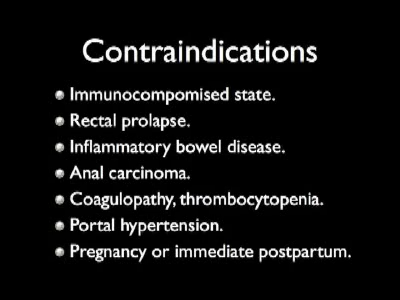 Contraindications
Immunocompomised state.
Rectal prolapse.
Inflammatory bowel disease.
Anal carcinoma.
Coagulopathy, thrombocytopenia.
Portal hypertension.
Pregnancy or immediate postpartum.